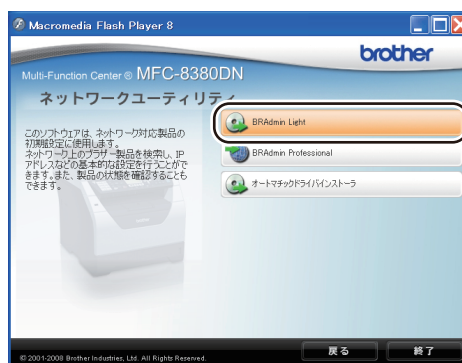 Macromedia Flash Player 8
brother
Multi-Function Center ® MFC-8380DN
ネットワークユーティリティ
このソフトウェアは、ネットワーク対応製品の
初期設定に使用します。
ネットワーク上のブラザー製品を検索し、IP
アドレスなどの基本的な設定を行うことがで
きます。また、製品の状態を確認することも
できます。
BRAdmin Light
BRAdmin Professional
オートマチックドライバインストーラ
戻る
終了
© 2001-2008 Brother Industries, Ltd. All Rights Reserved.